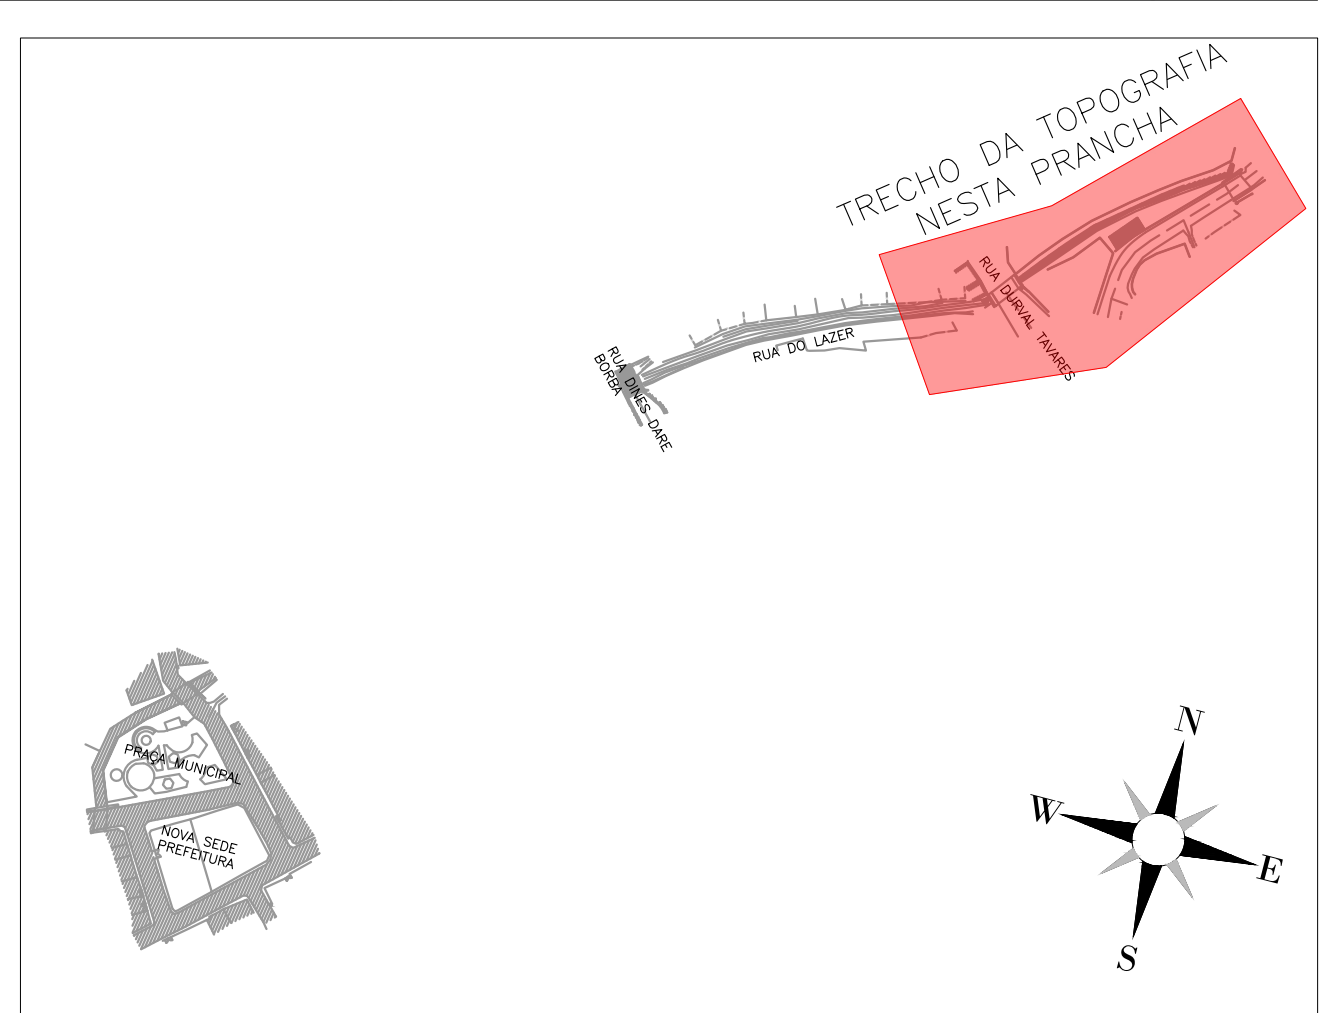 TRECHO DA TOPOGRAFIA
NESTA PRANCHA
RUA DURVAL TAVARES
RUA DO LAZER
RUA DINES DARE
BORBA
PRAÇA MUNICIPAL
NOVA SEDE
PREFEITURA
N
W
E
S